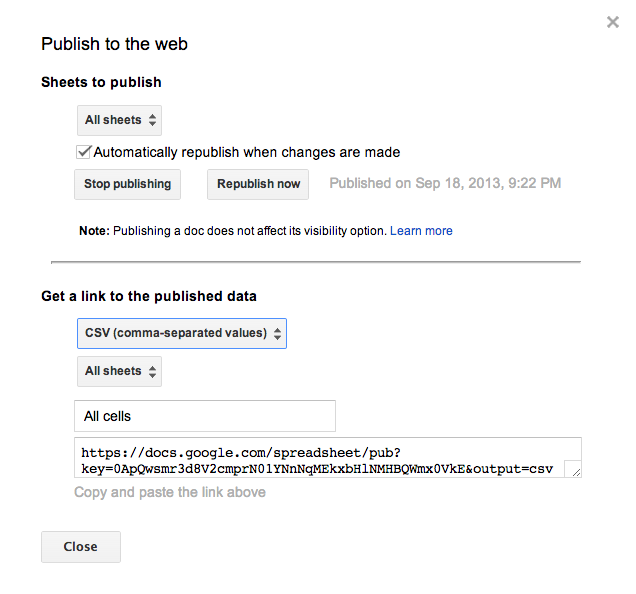 Publish to the web
Sheets to publish
All sheets
Automatically republish when changes are made
Stop publishing Republish now Published on Sep 18, 2013, 9:22 PM
Note: Publishing a doc does not affect its visibility option. Learn more
Get a link to the published data
CSV (comma-separated values)
All sheets
All cells
https://docs.google.com/spreadsheet/pub?
key=0ApQwsmr3d8V2cmprN01YNnNqMEkxbHlNMHBQWmx0VkE&output=csv
Copy and paste the link above
Close